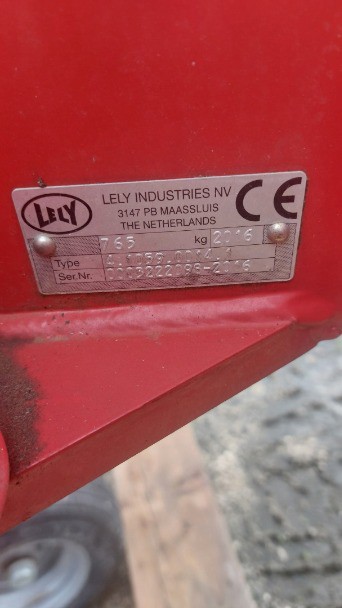 LELY
LELY INDUSTRIES NV
3147 PB MAASSLUIS
THE NETHERLANDS
CE
765 kg 2016
Type
Ser.Nr.